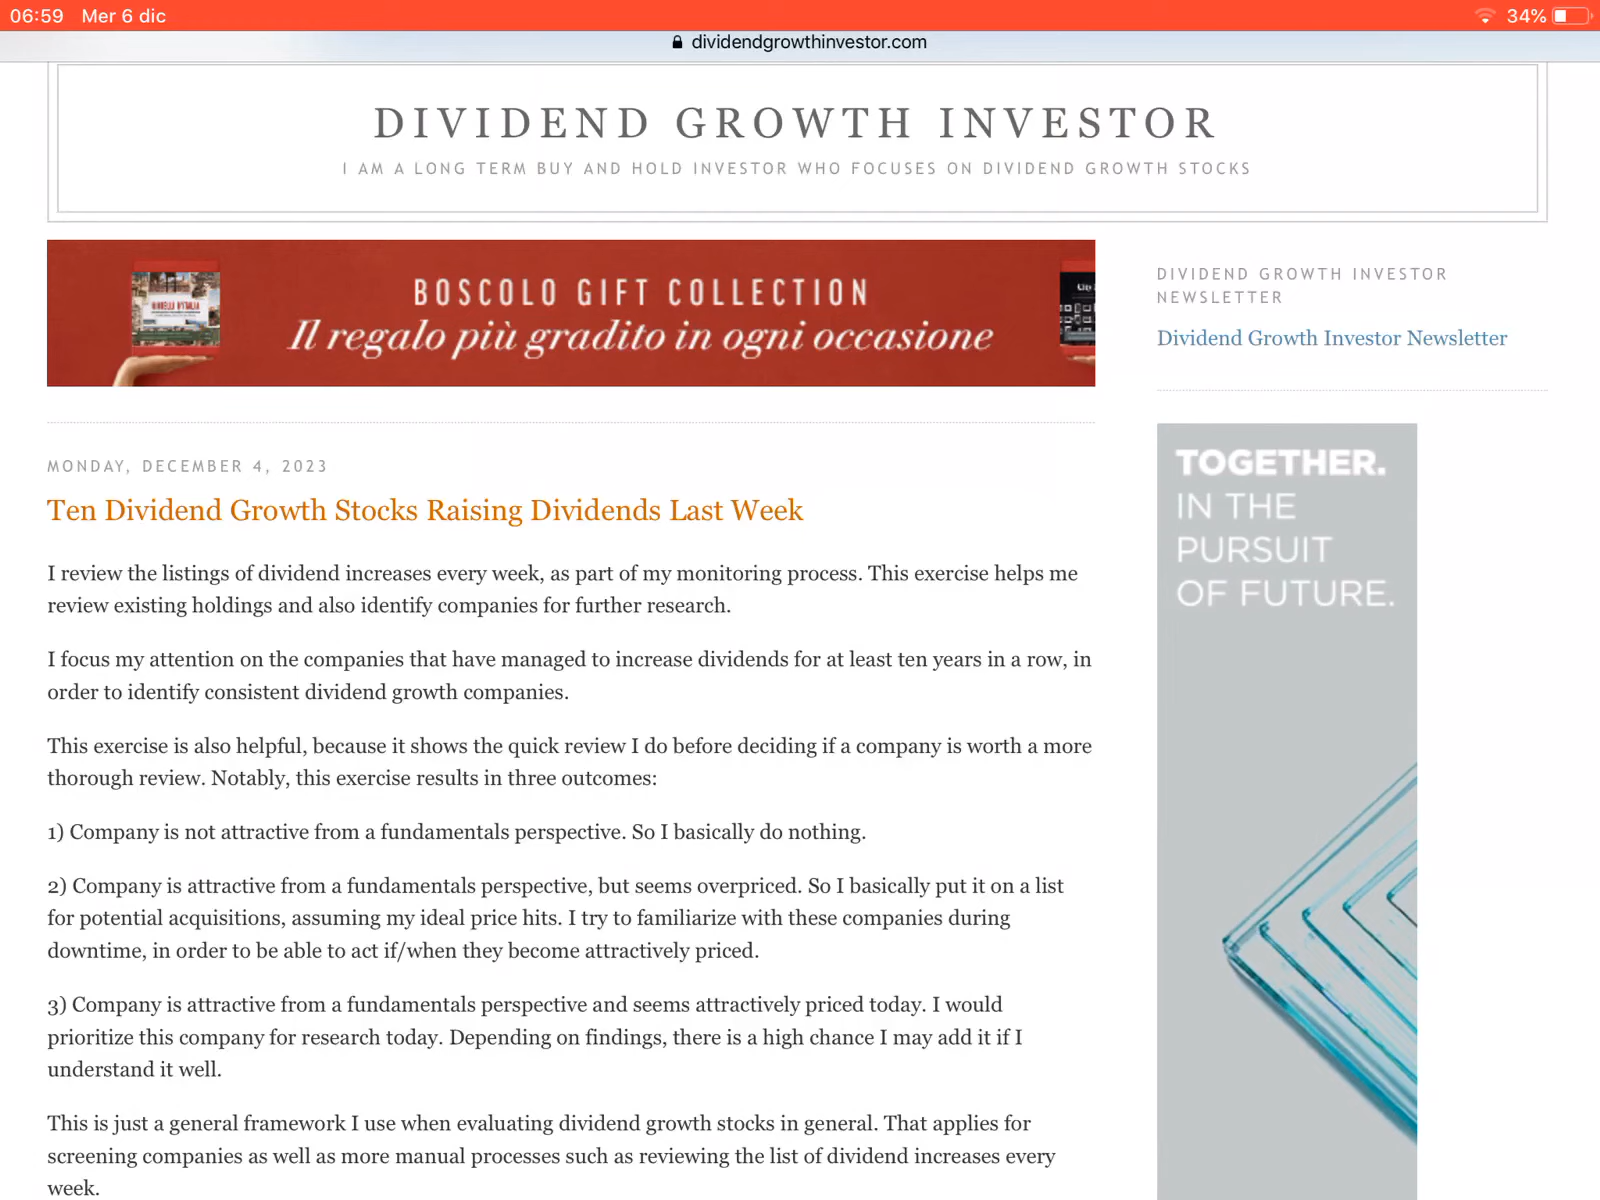 06:59 Mer 6 dic 34%
dividendgrowthinvestor.com
DIVIDEND GROWTH INVESTOR
I AM A LONG TERM BUY AND HOLD INVESTOR WHO FOCUSES ON DIVIDEND GROWTH STOCKS
BOSCOLO GIFT COLLECTION
Il regalo più gradito in ogni occasione
MONDAY, DECEMBER 4, 2023
Ten Dividend Growth Stocks Raising Dividends Last Week
I review the listings of dividend increases every week, as part of my monitoring process. This exercise helps me
review existing holdings and also identify companies for further research.
I focus my attention on the companies that have managed to increase dividends for at least ten years in a row, in
order to identify consistent dividend growth companies.
This exercise is also helpful, because it shows the quick review I do before deciding if a company is worth a more
thorough review. Notably, this exercise results in three outcomes:
1) Company is not attractive from a fundamentals perspective. So I basically do nothing.
2) Company is attractive from a fundamentals perspective, but seems overpriced. So I basically put it on a list
for potential acquisitions, assuming my ideal price hits. I try to familiarize with these companies during
downtime, in order to be able to act if/when they become attractively priced.
3) Company is attractive from a fundamentals perspective and seems attractively priced today. I would
prioritize this company for research today. Depending on findings, there is a high chance I may add it if I
understand it well.
This is just a general framework I use when evaluating dividend growth stocks in general. That applies for
screening companies as well as more manual processes such as reviewing the list of dividend increases every
week.
DIVIDEND GROWTH INVESTOR
NEWSLETTER
Dividend Growth Investor Newsletter
TOGETHER.
IN THE
PURSUIT
OF FUTURE.